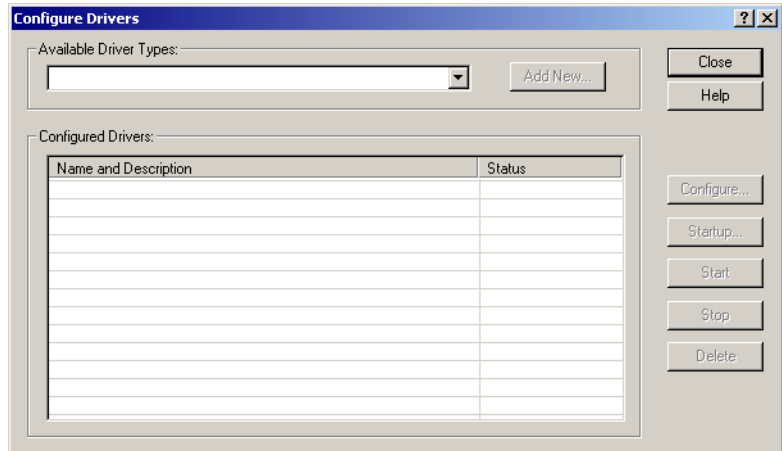 Configure Drivers
Available Driver Types:
Add New...
Close
Help
Configured Drivers:
Name and Description Status
Configure...
Startup...
Start
Stop
Delete